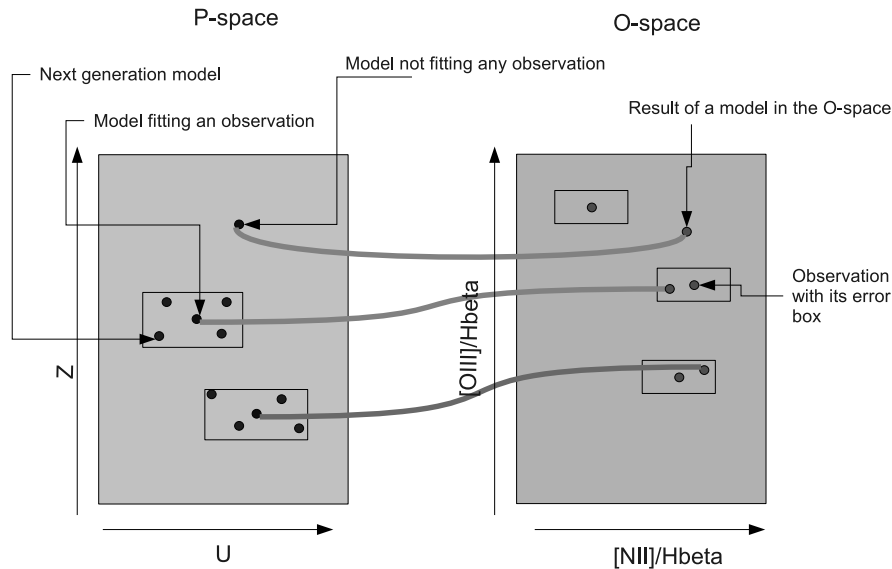 P-space
O-space
Model not fitting any observation
Next generation model
Result of a model in the O-space
Model fitting an observation
Observation
with its error
box
Z
[OIII]/Hbeta
U
[NII]/Hbeta